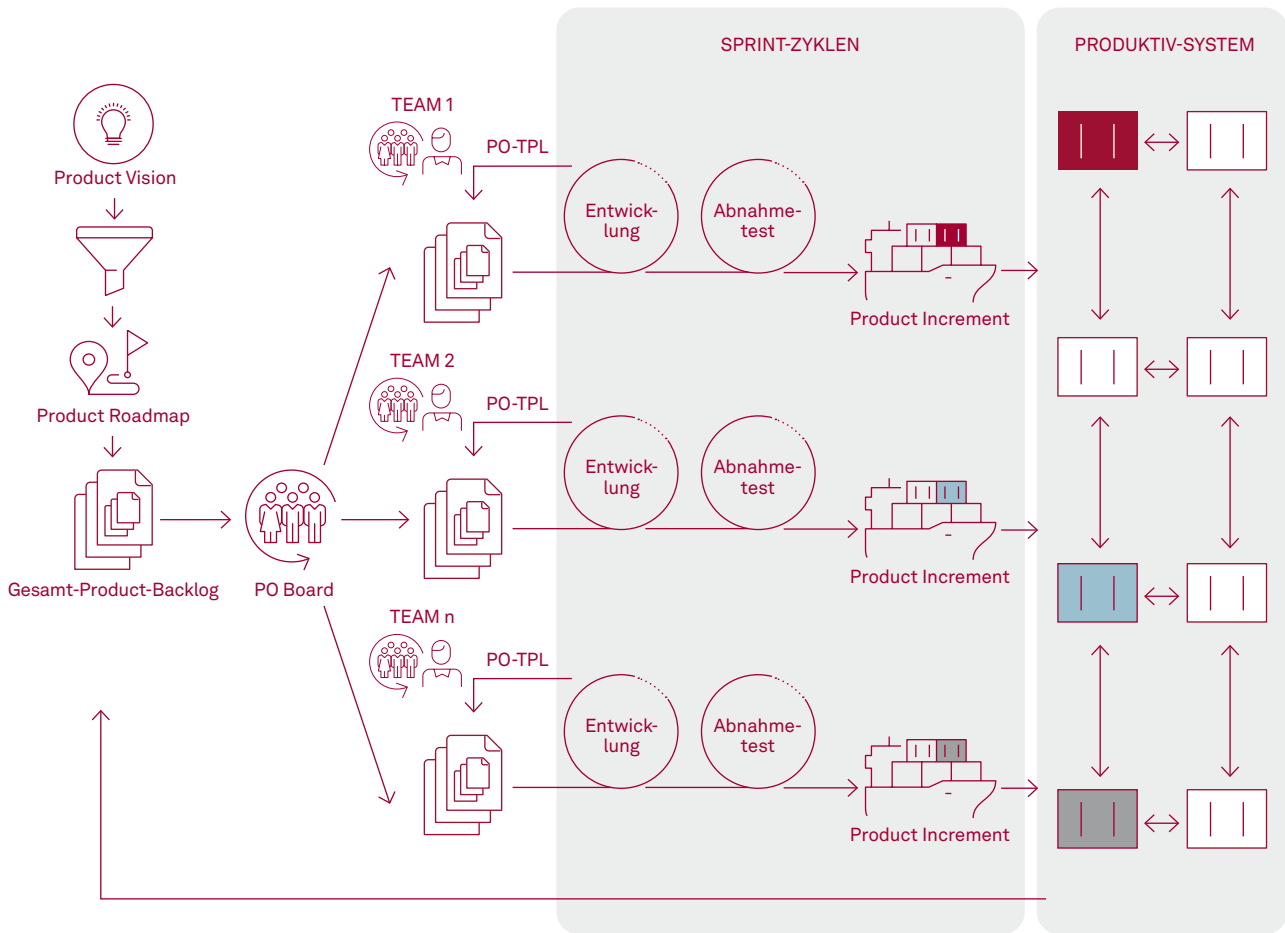 SPRINT-ZYKLEN
PRODUKTIV-SYSTEM
Product Vision
Product Roadmap
Gesamt-Product-Backlog
PO Board
TEAM 1
PO-TPL
Entwick-
lung
Abnahme-
test
Product Increment
TEAM 2
PO-TPL
Entwick-
lung
Abnahme-
test
Product Increment
TEAM n
PO-TPL
Entwick-
lung
Abnahme-
test
Product Increment